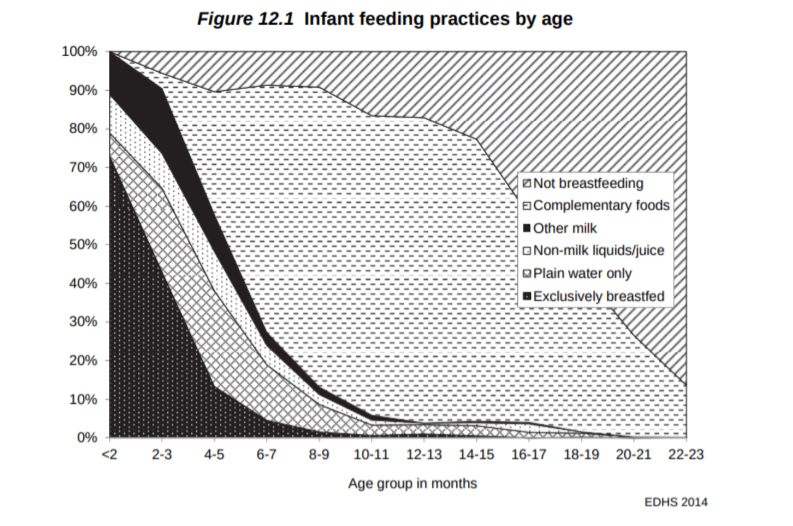 Figure 12.1 Infant feeding practices by age
100%
90%
80%
70%
60%
50%
40%
30%
20%
10%
0%
Not breastfeeding
Complementary foods
Other milk
Non-milk liquids/juice
Plain water only
Exclusively breastfed
<2 2-3 4-5 6-7 8-9 10-11 12-13 14-15 16-17 18-19 20-21 22-23
Age group in months
EDHS 2014